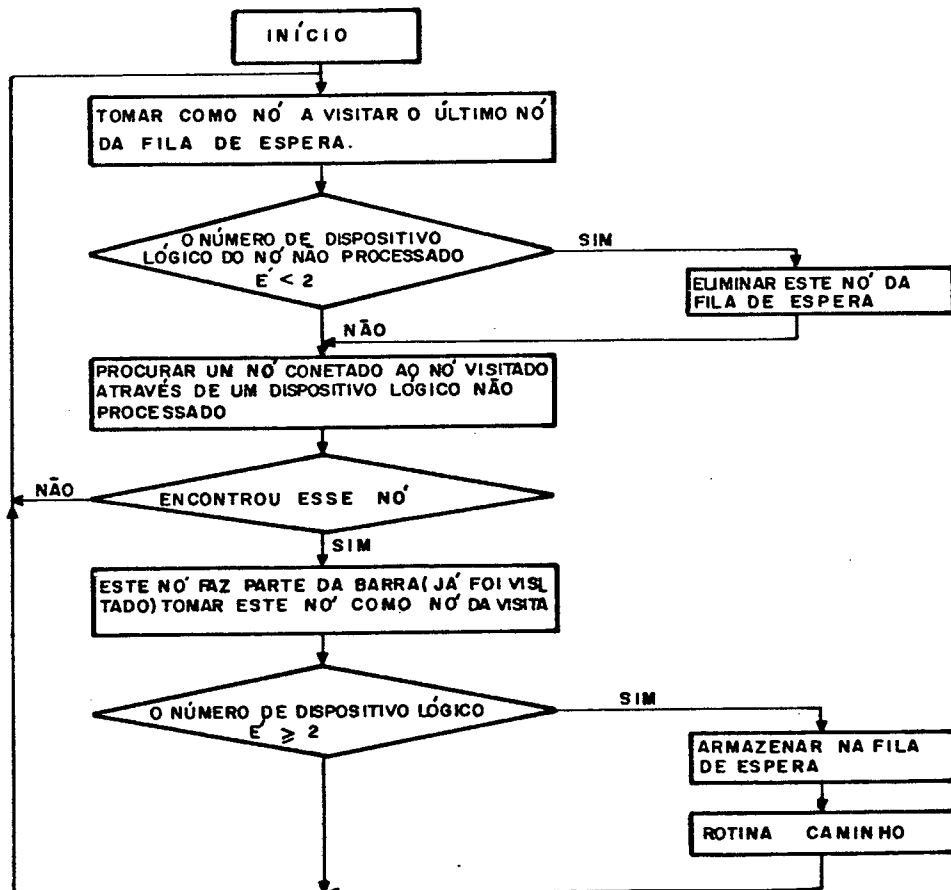 INÍCIO
TOMAR COMO NÓ A VISITAR O ÚLTIMO NÓ
DA FILA DE ESPERA.
O NÚMERO DE DISPOSITIVO
LÓGICO DO NÓ NÃO PROCESSADO
É < 2
SIM
ELIMINAR ESTE NÓ DA
FILA DE ESPERA
NÃO
PROCURAR UM NÓ CONETADO AO NÓ VISITADO
ATRAVÉS DE UM DISPOSITIVO LÓGICO NÃO
PROCESSADO
NÃO
ENCONTROU ESSE NÓ
SIM
ESTE NÓ FAZ PARTE DA BARRA (JÁ FOI VISI_
TADO) TOMAR ESTE NÓ COMO NÓ DA VISITA
O NÚMERO DE DISPOSITIVO LÓGICO
É ⩾ 2
SIM
ARMAZENAR NA FILA
DE ESPERA
ROTINA CAMINHO